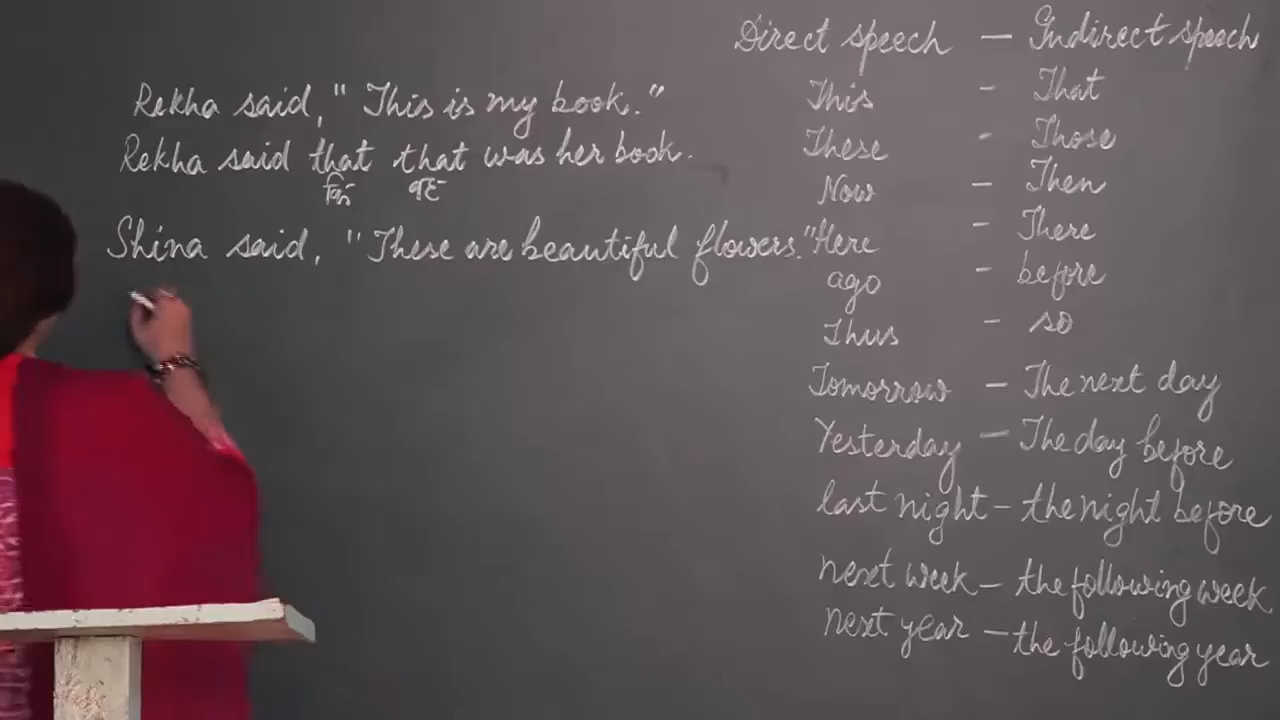 Rekha said, "This is my book."
Rekha said that that was her book.
कि वह
Shina said, "These are beautiful flowers."
Direct speech — Indirect speech
This - That
These - Those
Now - Then
Here - There
ago - before
Thus - so
Tomorrow - The next day
Yesterday - The day before
last night - the night before
next week - the following week
next year - the following year